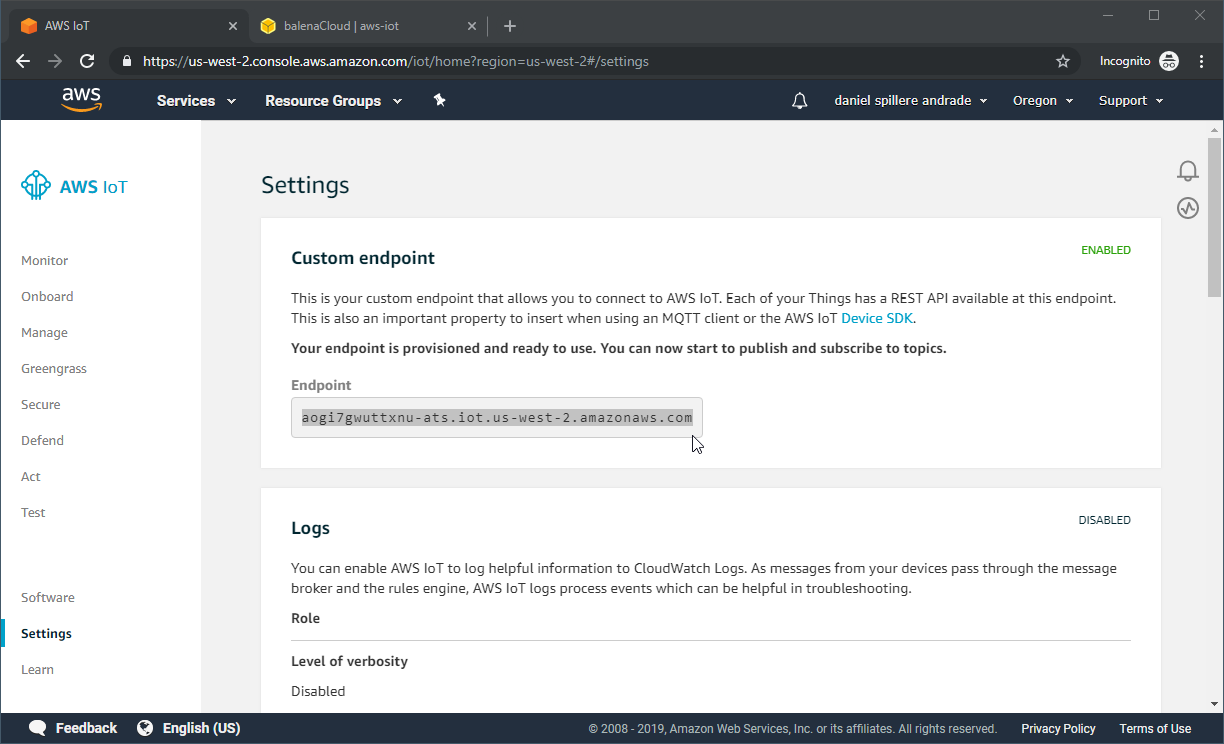 AWS IoT
balenaCloud | aws-iot
https://us-west-2.console.aws.amazon.com/iot/home?region=us-west-2#/settings
Incognito
aws
Services
Resource Groups
daniel spillere andrade
Oregon
Support
AWS IoT
Monitor
Onboard
Manage
Greengrass
Secure
Defend
Act
Test
Software
Settings
Learn
Settings
Custom endpoint
ENABLED
This is your custom endpoint that allows you to connect to AWS IoT. Each of your Things has a REST API available at this endpoint.
This is also an important property to insert when using an MQTT client or the AWS IoT Device SDK.
Your endpoint is provisioned and ready to use. You can now start to publish and subscribe to topics.
Endpoint
aogi7gwuttxnu-ats.iot.us-west-2.amazonaws.com
Logs
DISABLED
You can enable AWS IoT to log helpful information to CloudWatch Logs. As messages from your devices pass through the message
broker and the rules engine, AWS IoT logs process events which can be helpful in troubleshooting.
Role
Level of verbosity
Disabled
Feedback
English (US)
© 2008 - 2019, Amazon Web Services, Inc. or its affiliates. All rights reserved.
Privacy Policy
Terms of Use